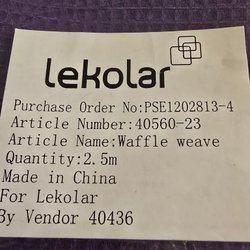 lekolar
Purchase Order No:PSE1202813-4
Article Number:40560-23
Article Name:Waffle weave
Quantity:2.5m
Made in China
For Lekolar
By Vendor 40436